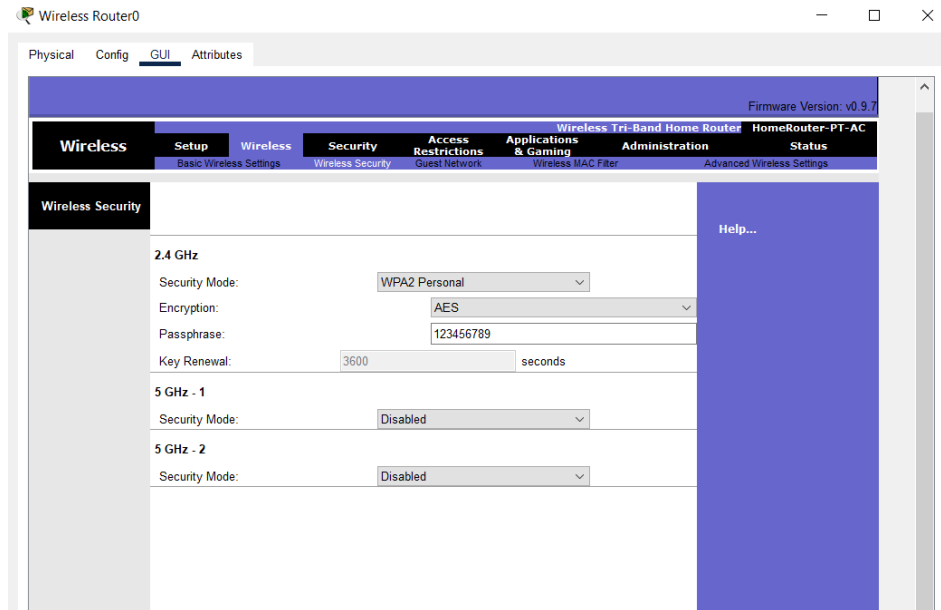 Wireless Router0
Physical Config GUI Attributes
Firmware Version: v0.9.7
Wireless Tri-Band Home Router HomeRouter-PT-AC
Wireless Setup Wireless Security Access Restrictions Applications & Gaming Administration Status
Basic Wireless Settings Wireless Security Guest Network Wireless MAC Filter Advanced Wireless Settings
Wireless Security
Help...
2.4 GHz
Security Mode: WPA2 Personal
Encryption: AES
Passphrase: 123456789
Key Renewal: 3600 seconds
5 GHz - 1
Security Mode: Disabled
5 GHz - 2
Security Mode: Disabled